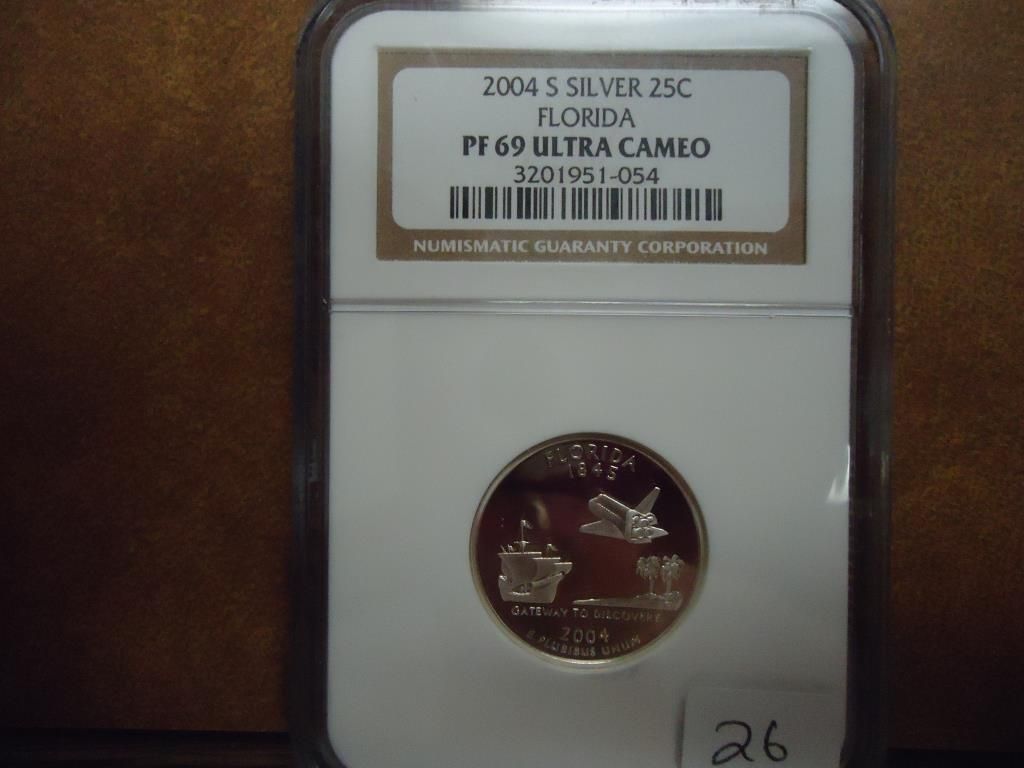 2004 S SILVER 25C
FLORIDA
PF 69 ULTRA CAMEO
3201951-054
NUMISMATIC GUARANTY CORPORATION
FLORIDA
1845
GATEWAY TO DISCOVERY
2004
E PLURIBUS UNUM
26